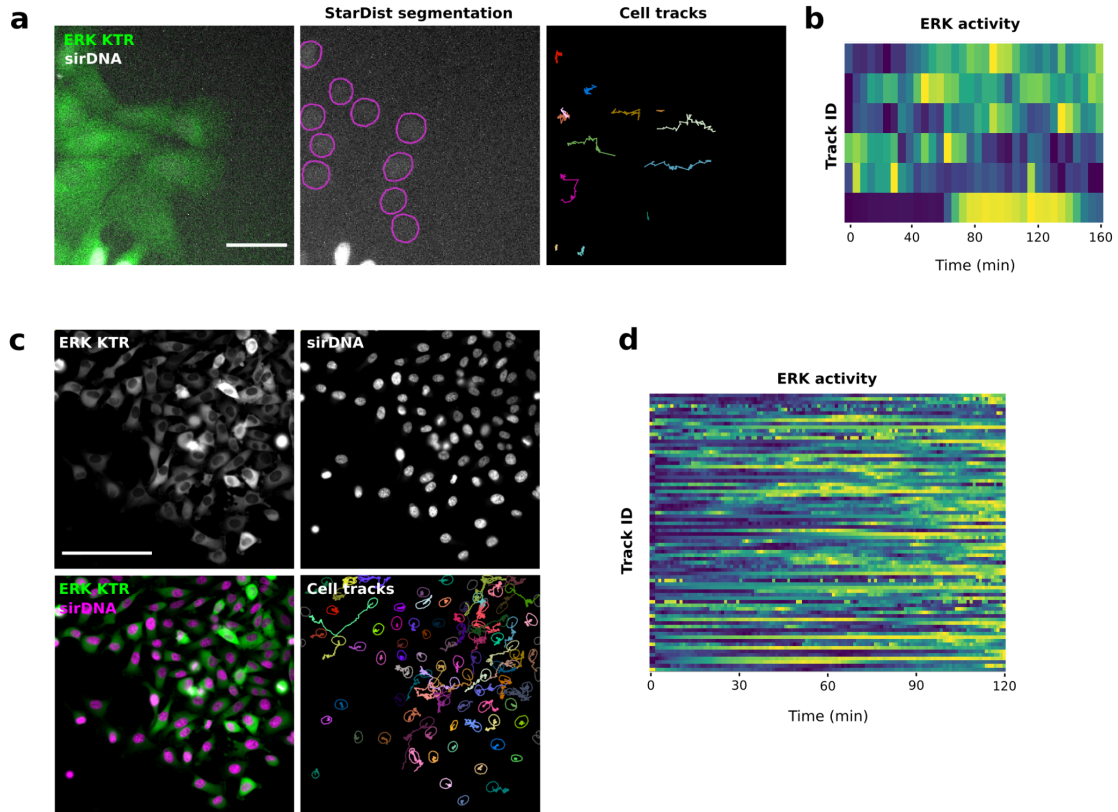 a
StarDist segmentation
Cell tracks
ERK KTR
sirDNA
b
ERK activity
Track ID
0 40 80 120 160
Time (min)
c
ERK KTR
sirDNA
ERK KTR
sirDNA
Cell tracks
d
ERK activity
Track ID
0 30 60 90 120
Time (min)